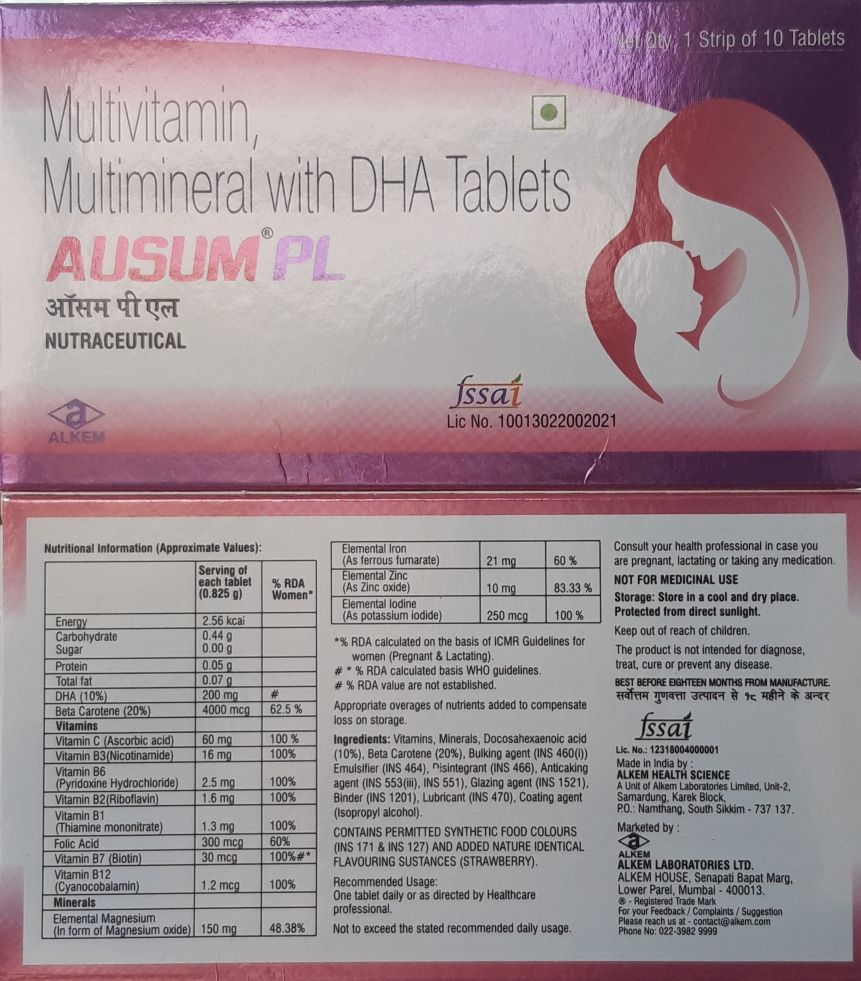 Net Qty. 1 Strip of 10 Tablets
Multivitamin,
Multimineral with DHA Tablets
AUSUM® PL
ऑसम पी एल
NUTRACEUTICAL
a
ALKEM
fssai
Lic No. 10013022002021
Nutritional Information (Approximate Values):
Serving of each tablet (0.825 g) % RDA Women*
Energy 2.56 kcal
Carbohydrate 0.44 g
Sugar 0.00 g
Protein 0.05 g
Total fat 0.07 g
DHA (10%) 200 mg #
Beta Carotene (20%) 4000 mcg 62.5 %
Vitamins
Vitamin C (Ascorbic acid) 60 mg 100 %
Vitamin B3(Nicotinamide) 16 mg 100%
Vitamin B6
(Pyridoxine Hydrochloride) 2.5 mg 100%
Vitamin B2(Riboflavin) 1.6 mg 100%
Vitamin B1
(Thiamine mononitrate) 1.3 mg 100%
Folic Acid 300 mcg 60%
Vitamin B7 (Biotin) 30 mcg 100%#*
Vitamin B12
(Cyanocobalamin) 1.2 mcg 100%
Minerals
Elemental Magnesium
(In form of Magnesium oxide) 150 mg 48.38%
Elemental Iron
(As ferrous fumarate) 21 mg 60 %
Elemental Zinc
(As Zinc oxide) 10 mg 83.33 %
Elemental Iodine
(As potassium iodide) 250 mcg 100 %
*% RDA calculated on the basis of ICMR Guidelines for
women (Pregnant & Lactating).
# * % RDA calculated basis WHO guidelines.
# % RDA value are not established.
Appropriate overages of nutrients added to compensate
loss on storage.
Ingredients: Vitamins, Minerals, Docosahexaenoic acid
(10%), Beta Carotene (20%), Bulking agent (INS 460(i))
Emulsifier (INS 464), Disintegrant (INS 466), Anticaking
agent (INS 553(iii), INS 551), Glazing agent (INS 1521),
Binder (INS 1201), Lubricant (INS 470), Coating agent
(Isopropyl alcohol).
CONTAINS PERMITTED SYNTHETIC FOOD COLOURS
(INS 171 & INS 127) AND ADDED NATURE IDENTICAL
FLAVOURING SUSTANCES (STRAWBERRY).
Recommended Usage:
One tablet daily or as directed by Healthcare
professional.
Not to exceed the stated recommended daily usage.
Consult your health professional in case you
are pregnant, lactating or taking any medication.
NOT FOR MEDICINAL USE
Storage: Store in a cool and dry place.
Protected from direct sunlight.
Keep out of reach of children.
The product is not intended for diagnose,
treat, cure or prevent any disease.
BEST BEFORE EIGHTEEN MONTHS FROM MANUFACTURE.
सर्वोत्तम गुणवत्ता उत्पादन से १८ महीने के अन्दर
fssai
Lic. No.: 12318004000001
Made in India by :
ALKEM HEALTH SCIENCE
A Unit of Alkem Laboratories Limited, Unit-2,
Samardung, Karek Block,
P.O.: Namthang, South Sikkim - 737 137.
Marketed by :
a
ALKEM
ALKEM LABORATORIES LTD.
ALKEM HOUSE, Senapati Bapat Marg,
Lower Parel, Mumbai - 400013.
® - Registered Trade Mark
For your Feedback / Complaints / Suggestion
Please reach us at - contact@alkem.com
Phone No: 022-3982 9999